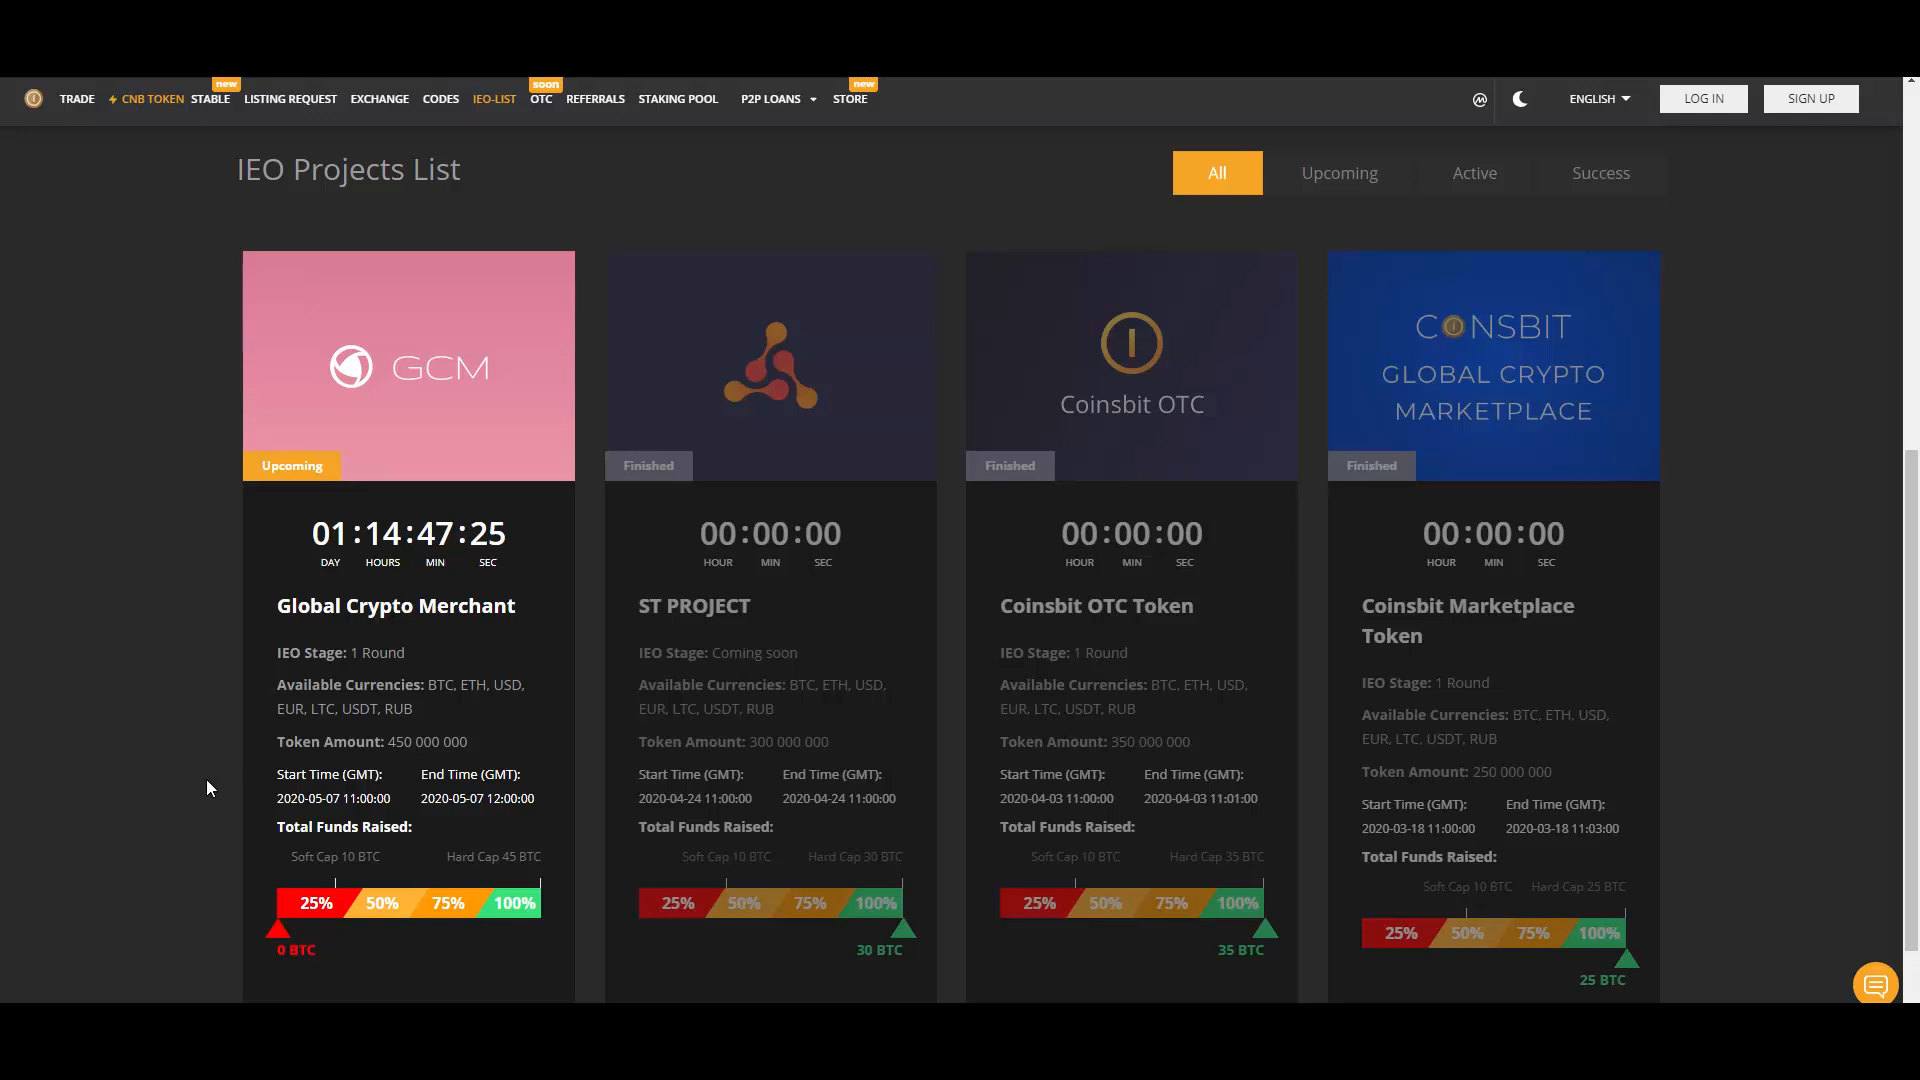 new soon new
TRADE CNB TOKEN STABLE LISTING REQUEST EXCHANGE CODES IEO-LIST OTC REFERRALS STAKING POOL P2P LOANS STORE ENGLISH LOG IN SIGN UP
IEO Projects List
All Upcoming Active Success
GCM
Upcoming
01:14:47:25
DAY HOURS MIN SEC
Global Crypto Merchant
IEO Stage: 1 Round
Available Currencies: BTC, ETH, USD,
EUR, LTC, USDT, RUB
Token Amount: 450 000 000
Start Time (GMT): End Time (GMT):
2020-05-07 11:00:00 2020-05-07 12:00:00
Total Funds Raised:
Soft Cap 10 BTC Hard Cap 45 BTC
25% 50% 75% 100%
0 BTC
Finished
00:00:00
HOUR MIN SEC
ST PROJECT
IEO Stage: Coming soon
Available Currencies: BTC, ETH, USD,
EUR, LTC, USDT, RUB
Token Amount: 300 000 000
Start Time (GMT): End Time (GMT):
2020-04-24 11:00:00 2020-04-24 11:00:00
Total Funds Raised:
Soft Cap 10 BTC Hard Cap 30 BTC
25% 50% 75% 100%
30 BTC
Coinsbit OTC
Finished
00:00:00
HOUR MIN SEC
Coinsbit OTC Token
IEO Stage: 1 Round
Available Currencies: BTC, ETH, USD,
EUR, LTC, USDT, RUB
Token Amount: 350 000 000
Start Time (GMT): End Time (GMT):
2020-04-03 11:00:00 2020-04-03 11:01:00
Total Funds Raised:
Soft Cap 10 BTC Hard Cap 35 BTC
25% 50% 75% 100%
35 BTC
CONSBIT
GLOBAL CRYPTO
MARKETPLACE
Finished
00:00:00
HOUR MIN SEC
Coinsbit Marketplace
Token
IEO Stage: 1 Round
Available Currencies: BTC, ETH, USD,
EUR, LTC, USDT, RUB
Token Amount: 250 000 000
Start Time (GMT): End Time (GMT):
2020-03-18 11:00:00 2020-03-18 11:03:00
Total Funds Raised:
Soft Cap 10 BTC Hard Cap 25 BTC
25% 50% 75% 100%
25 BTC